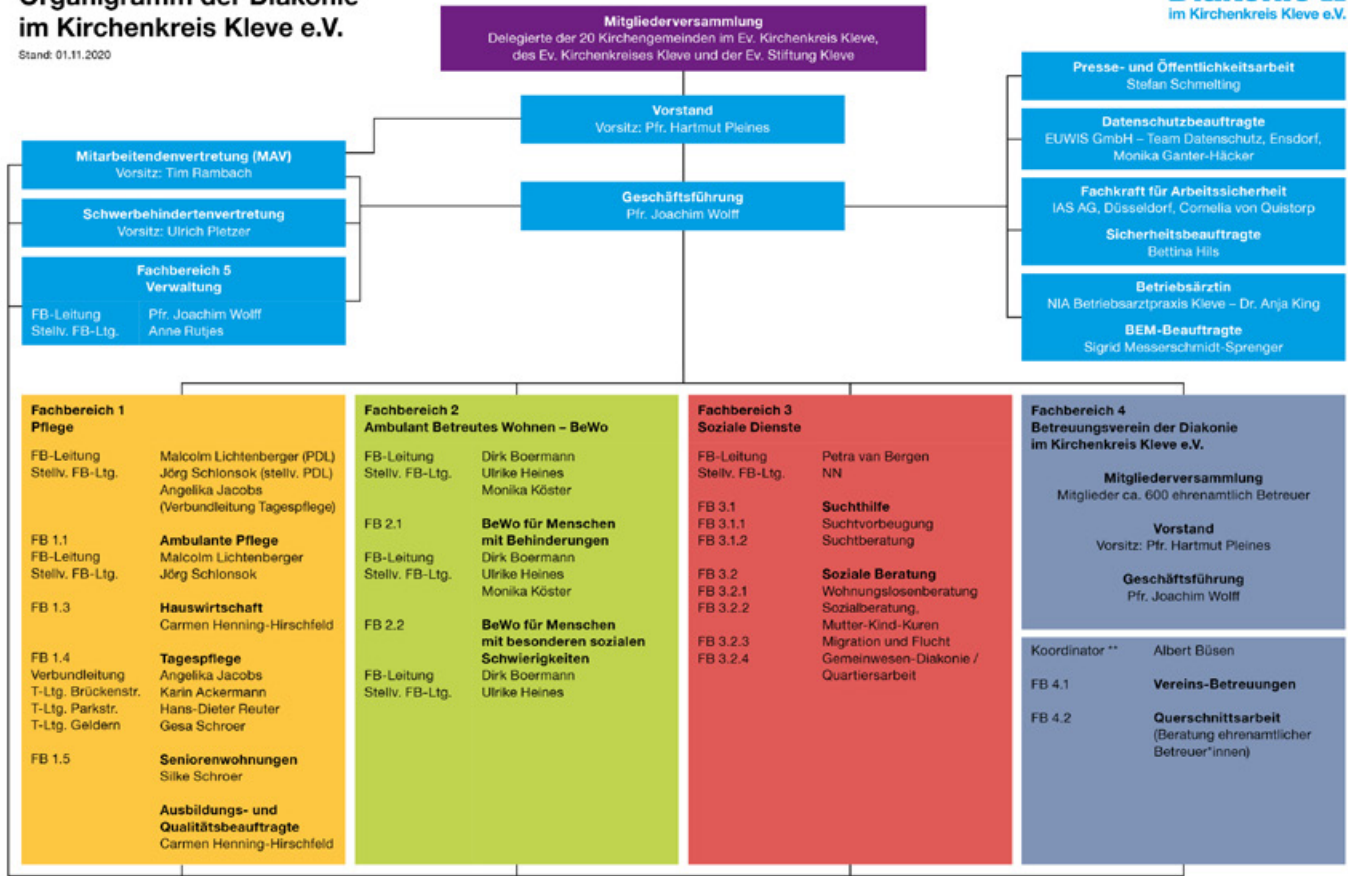 im Kirchenkreis Kleve e.V.
Stand: 01.11.2020
im Kirchenkreis Kleve e.V.
Mitgliederversammlung
Delegierte der 20 Kirchengemeinden im Ev. Kirchenkreis Kleve,
des Ev. Kirchenkreises Kleve und der Ev. Stiftung Kleve
Vorstand
Vorsitz: Pfr. Hartmut Pleines
Geschäftsführung
Pfr. Joachim Wolff
Mitarbeitendenvertretung (MAV)
Vorsitz: Tim Rambach
Schwerbehindertenvertretung
Vorsitz: Ulrich Pletzer
Fachbereich 5
Verwaltung
FB-Leitung Pfr. Joachim Wolff
Stellv. FB-Ltg. Anne Rutjes
Presse- und Öffentlichkeitsarbeit
Stefan Schmelting
Datenschutzbeauftragte
EUWIS GmbH – Team Datenschutz, Ensdorf,
Monika Ganter-Häcker
Fachkraft für Arbeitssicherheit
IAS AG, Düsseldorf, Cornelia von Quistorp
Sicherheitsbeauftragte
Bettina Hils
Betriebsärztin
NIA Betriebsarztpraxis Kleve – Dr. Anja King
BEM-Beauftragte
Sigrid Messerschmidt-Sprenger
Fachbereich 1
Pflege
FB-Leitung Malcolm Lichtenberger (PDL)
Stellv. FB-Ltg. Jörg Schlonsok (stellv. PDL)
Angelika Jacobs
(Verbundleitung Tagespflege)
FB 1.1 Ambulante Pflege
FB-Leitung Malcolm Lichtenberger
Stellv. FB-Ltg. Jörg Schlonsok
FB 1.3 Hauswirtschaft
Carmen Henning-Hirschfeld
FB 1.4 Tagespflege
Verbundleitung Angelika Jacobs
T-Ltg. Brückenstr. Karin Ackermann
T-Ltg. Parkstr. Hans-Dieter Reuter
T-Ltg. Geldern Gesa Schroer
FB 1.5 Seniorenwohnungen
Silke Schroer
Ausbildungs- und
Qualitätsbeauftragte
Carmen Henning-Hirschfeld
Fachbereich 2
Ambulant Betreutes Wohnen – BeWo
FB-Leitung Dirk Boermann
Stellv. FB-Ltg. Ulrike Heines
Monika Köster
FB 2.1 BeWo für Menschen
mit Behinderungen
FB-Leitung Dirk Boermann
Stellv. FB-Ltg. Ulrike Heines
Monika Köster
FB 2.2 BeWo für Menschen
mit besonderen sozialen
Schwierigkeiten
FB-Leitung Dirk Boermann
Stellv. FB-Ltg. Ulrike Heines
Fachbereich 3
Soziale Dienste
FB-Leitung Petra van Bergen
Stellv. FB-Ltg. NN
FB 3.1 Suchthilfe
FB 3.1.1 Suchtvorbeugung
FB 3.1.2 Suchtberatung
FB 3.2 Soziale Beratung
FB 3.2.1 Wohnungslosenberatung
FB 3.2.2 Sozialberatung,
Mutter-Kind-Kuren
FB 3.2.3 Migration und Flucht
FB 3.2.4 Gemeinwesen-Diakonie /
Quartiersarbeit
Fachbereich 4
Betreuungsverein der Diakonie
im Kirchenkreis Kleve e.V.
Mitgliederversammlung
Mitglieder ca. 600 ehrenamtlich Betreuer
Vorstand
Vorsitz: Pfr. Hartmut Pleines
Geschäftsführung
Pfr. Joachim Wolff
Koordinator ** Albert Büsen
FB 4.1 Vereins-Betreuungen
FB 4.2 Querschnittsarbeit
(Beratung ehrenamtlicher
Betreuer*innen)